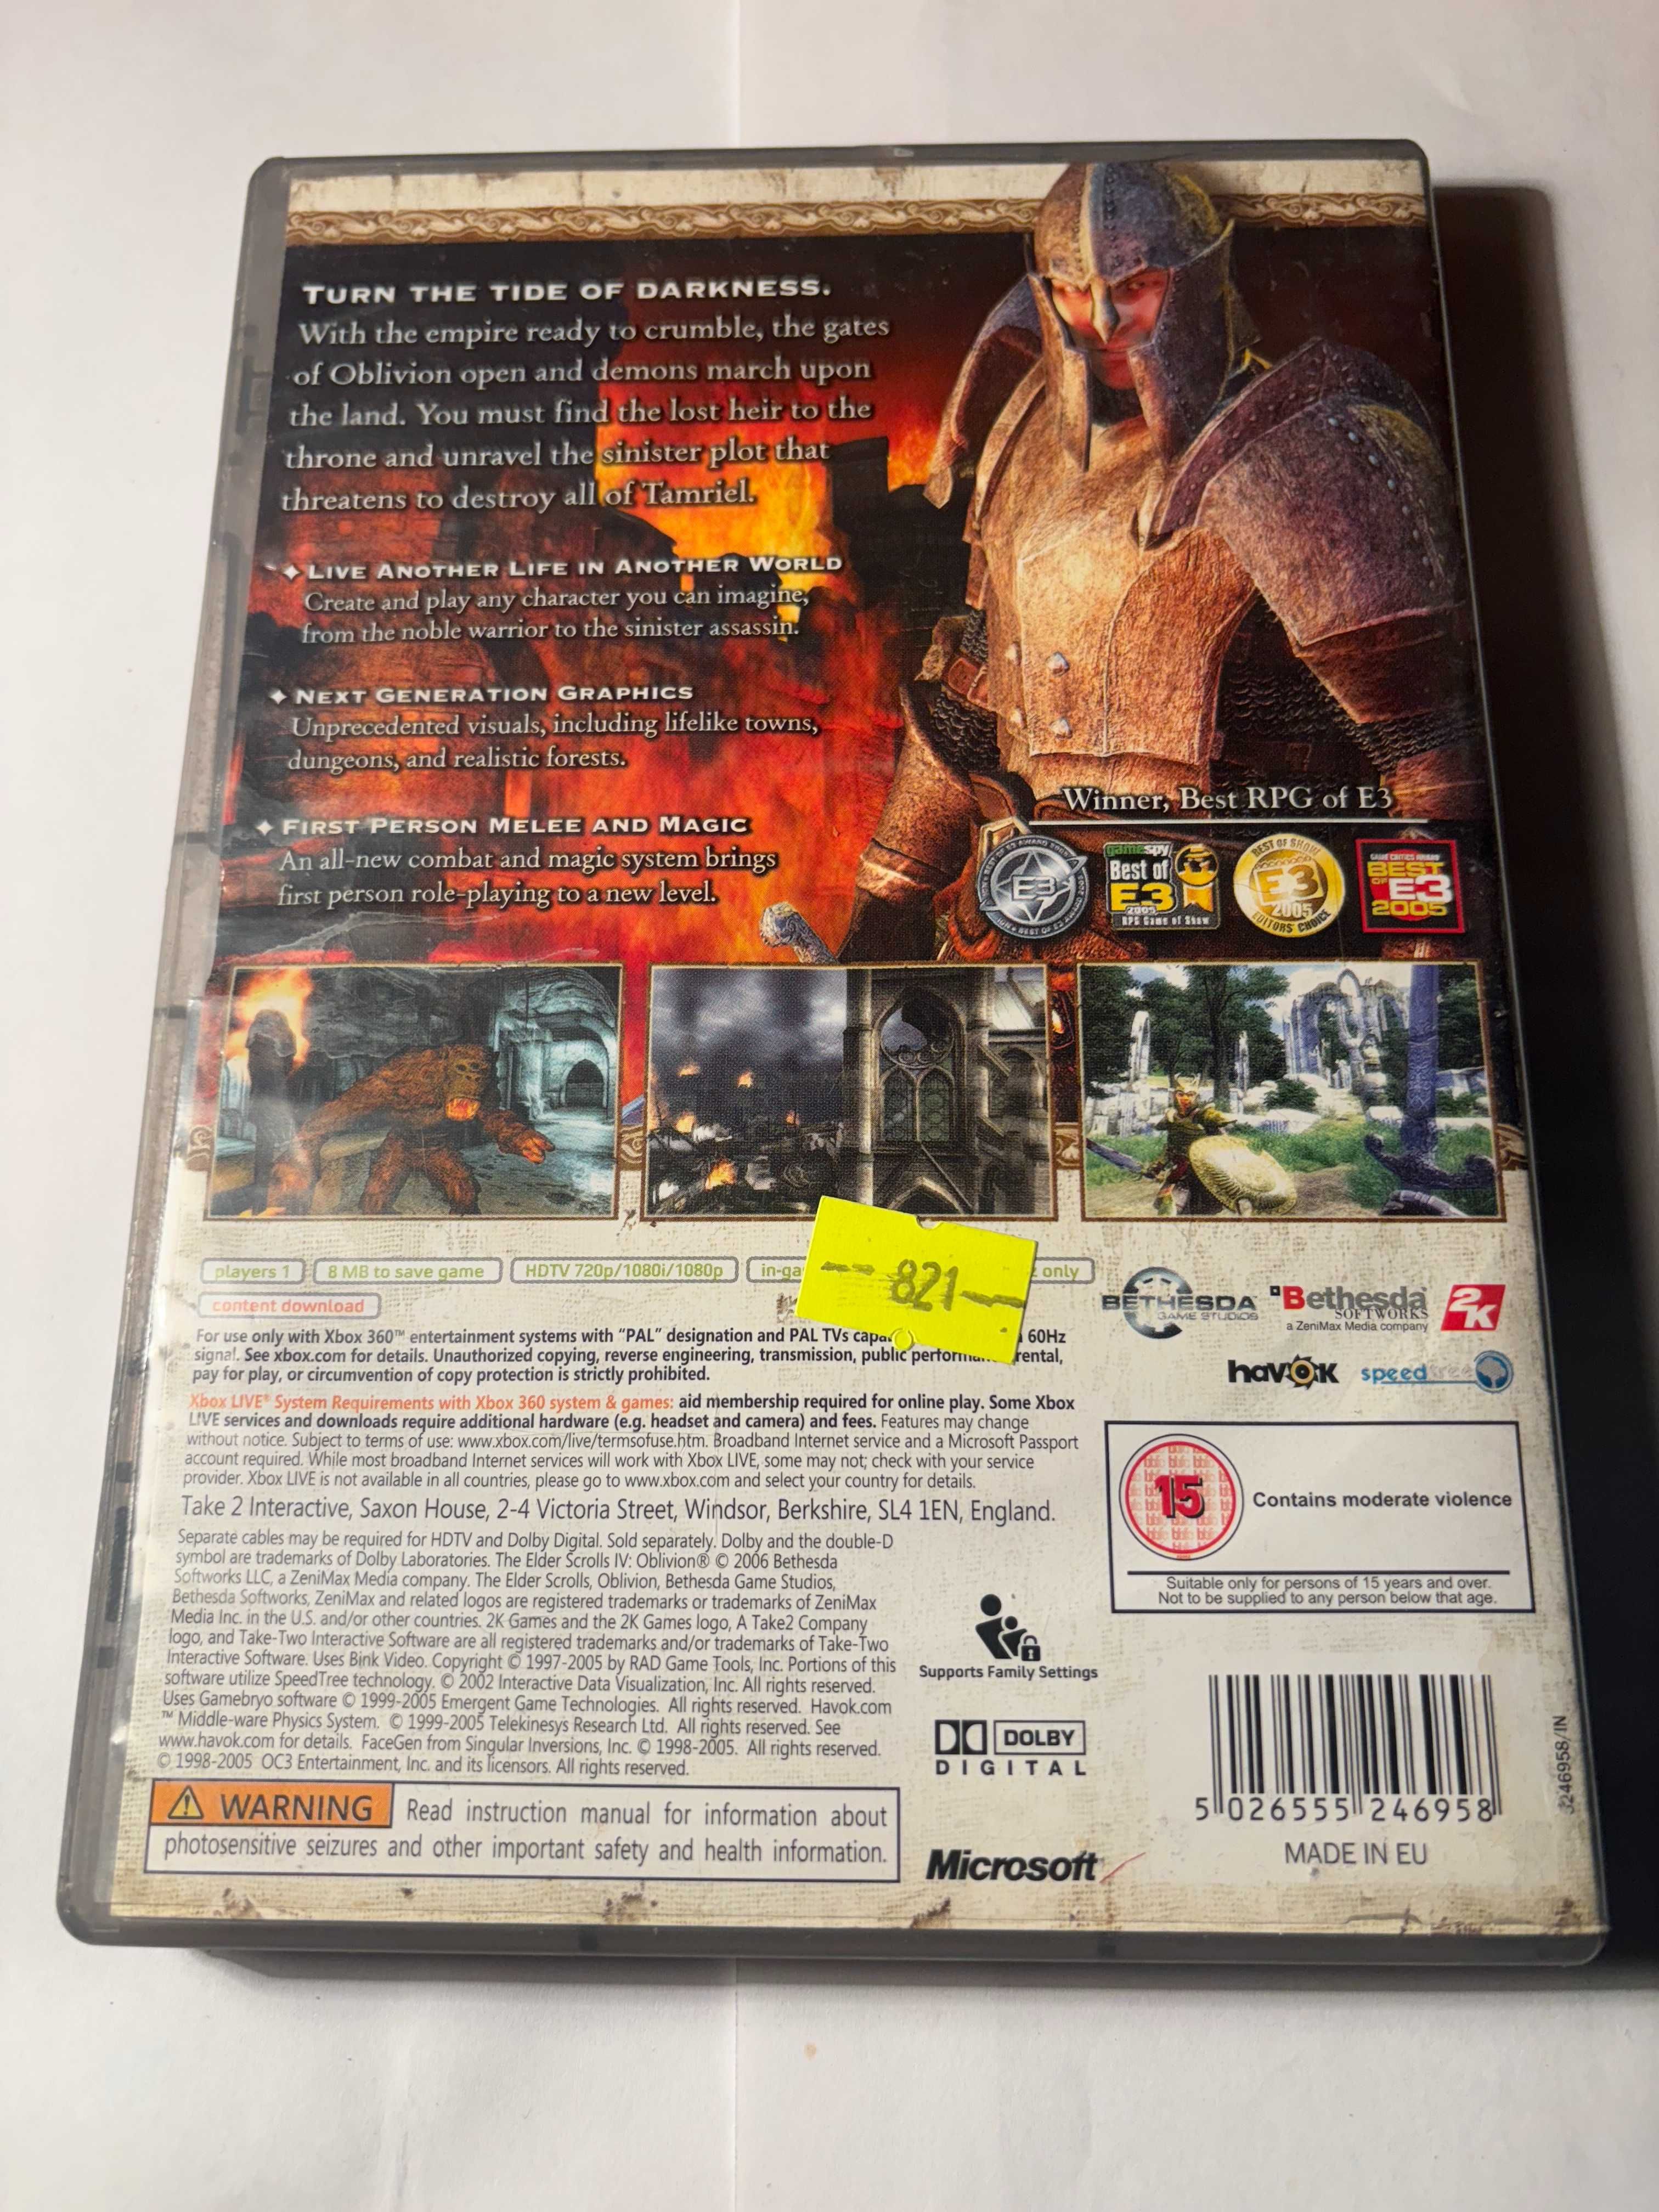 TURN THE TIDE OF DARKNESS.
With the empire ready to crumble, the gates
of Oblivion open and demons march upon
the land. You must find the lost heir to the
throne and unravel the sinister plot that
threatens to destroy all of Tamriel.
LIVE ANOTHER LIFE IN ANOTHER WORLD
Create and play any character you can imagine,
from the noble warrior to the sinister assassin.
NEXT GENERATION GRAPHICS
Unprecedented visuals, including lifelike towns,
dungeons, and realistic forests.
FIRST PERSON MELEE AND MAGIC
An all-new combat and magic system brings
first person role-playing to a new level.
Winner, Best RPG of E3
E3
gamespy
Best of
E3
2005
RPG Game of Show
BEST OF SHOW
E3
2005
EDITORS' CHOICE
GAME CRITICS AWARDS
BEST
OF E3
2005
players 1
8 MB to save game
HDTV 720p/1080i/1080p
in-ga
only
821
content download
BETHESDA
GAME STUDIOS
Bethesda
SOFTWORKS
a ZeniMax Media company
2K
For use only with Xbox 360™ entertainment systems with “PAL” designation and PAL TVs capa 60Hz
signal. See xbox.com for details. Unauthorized copying, reverse engineering, transmission, public performan rental,
pay for play, or circumvention of copy protection is strictly prohibited.
havok
speedtree
Xbox LIVE® System Requirements with Xbox 360 system & games: aid membership required for online play. Some Xbox
LIVE services and downloads require additional hardware (e.g. headset and camera) and fees. Features may change
without notice. Subject to terms of use: www.xbox.com/live/termsofuse.htm. Broadband Internet service and a Microsoft Passport
account required. While most broadband Internet services will work with Xbox LIVE, some may not; check with your service
provider. Xbox LIVE is not available in all countries, please go to www.xbox.com and select your country for details.
Take 2 Interactive, Saxon House, 2-4 Victoria Street, Windsor, Berkshire, SL4 1EN, England.
15
Contains moderate violence
Suitable only for persons of 15 years and over.
Not to be supplied to any person below that age.
Separate cables may be required for HDTV and Dolby Digital. Sold separately. Dolby and the double-D
symbol are trademarks of Dolby Laboratories. The Elder Scrolls IV: Oblivion® © 2006 Bethesda
Softworks LLC, a ZeniMax Media company. The Elder Scrolls, Oblivion, Bethesda Game Studios,
Bethesda Softworks, ZeniMax and related logos are registered trademarks or trademarks of ZeniMax
Media Inc. in the U.S. and/or other countries. 2K Games and the 2K Games logo, A Take2 Company
logo, and Take-Two Interactive Software are all registered trademarks and/or trademarks of Take-Two
Interactive Software. Uses Bink Video. Copyright © 1997-2005 by RAD Game Tools, Inc. Portions of this
software utilize SpeedTree technology. © 2002 Interactive Data Visualization, Inc. All rights reserved.
Uses Gamebryo software © 1999-2005 Emergent Game Technologies. All rights reserved. Havok.com
™ Middle-ware Physics System. © 1999-2005 Telekinesys Research Ltd. All rights reserved. See
www.havok.com for details. FaceGen from Singular Inversions, Inc. © 1998-2005. All rights reserved.
© 1998-2005 OC3 Entertainment, Inc. and its licensors. All rights reserved.
Supports Family Settings
DOLBY
DIGITAL
WARNING Read instruction manual for information about
photosensitive seizures and other important safety and health information.
Microsoft
5 026555 246958
MADE IN EU
3246958/IN